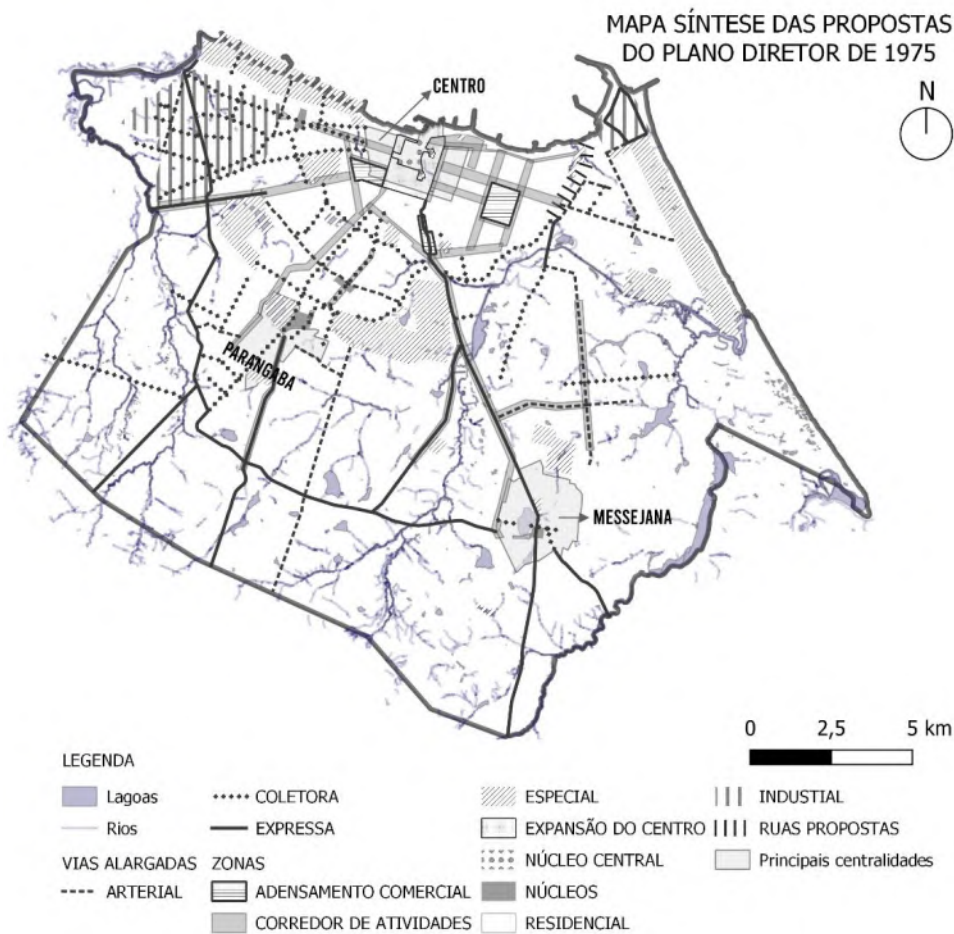 MAPA SÍNTESE DAS PROPOSTAS
DO PLANO DIRETOR DE 1975
N
CENTRO
PARANGABA
MESSEJANA
0 2,5 5 km
LEGENDA
Lagoas
Rios
VIAS ALARGADAS
ARTERIAL
COLETORA
EXPRESSA
ZONAS
ADENSAMENTO COMERCIAL
CORREDOR DE ATIVIDADES
ESPECIAL
EXPANSÃO DO CENTRO
NÚCLEO CENTRAL
NÚCLEOS
RESIDENCIAL
INDUSTIAL
RUAS PROPOSTAS
Principais centralidades